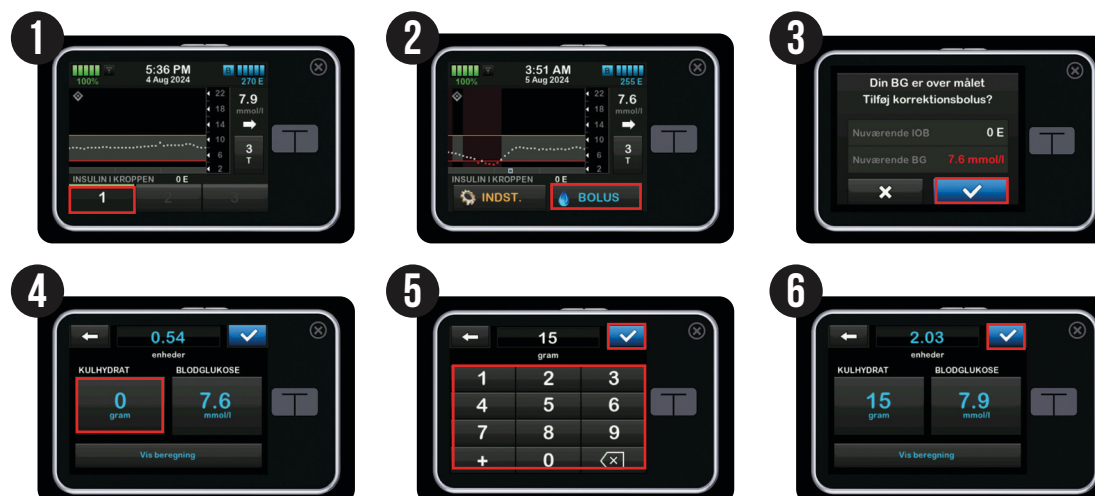 1
5:36 PM
4 Aug 2024
100%
B
270 E
22
18
14
10
6
2
7.9
mmol/l
3
T
INSULIN I KROPPEN 0 E
1 2 3
T
2
3:51 AM
5 Aug 2024
100%
B
255 E
22
18
14
10
6
2
7.6
mmol/l
3
T
INSULIN I KROPPEN 0 E
INDST. BOLUS
T
3
Din BG er over målet
Tilføj korrektionsbolus?
Nuværende IOB 0 E
Nuværende BG 7.6 mmol/l
T
4
0.54
enheder
KULHYDRAT BLODGLUKOSE
0 7.6
gram mmol/l
Vis beregning
T
5
15
gram
1 2 3
4 5 6
7 8 9
+ 0
T
6
2.03
enheder
KULHYDRAT BLODGLUKOSE
15 7.9
gram mmol/l
Vis beregning
T